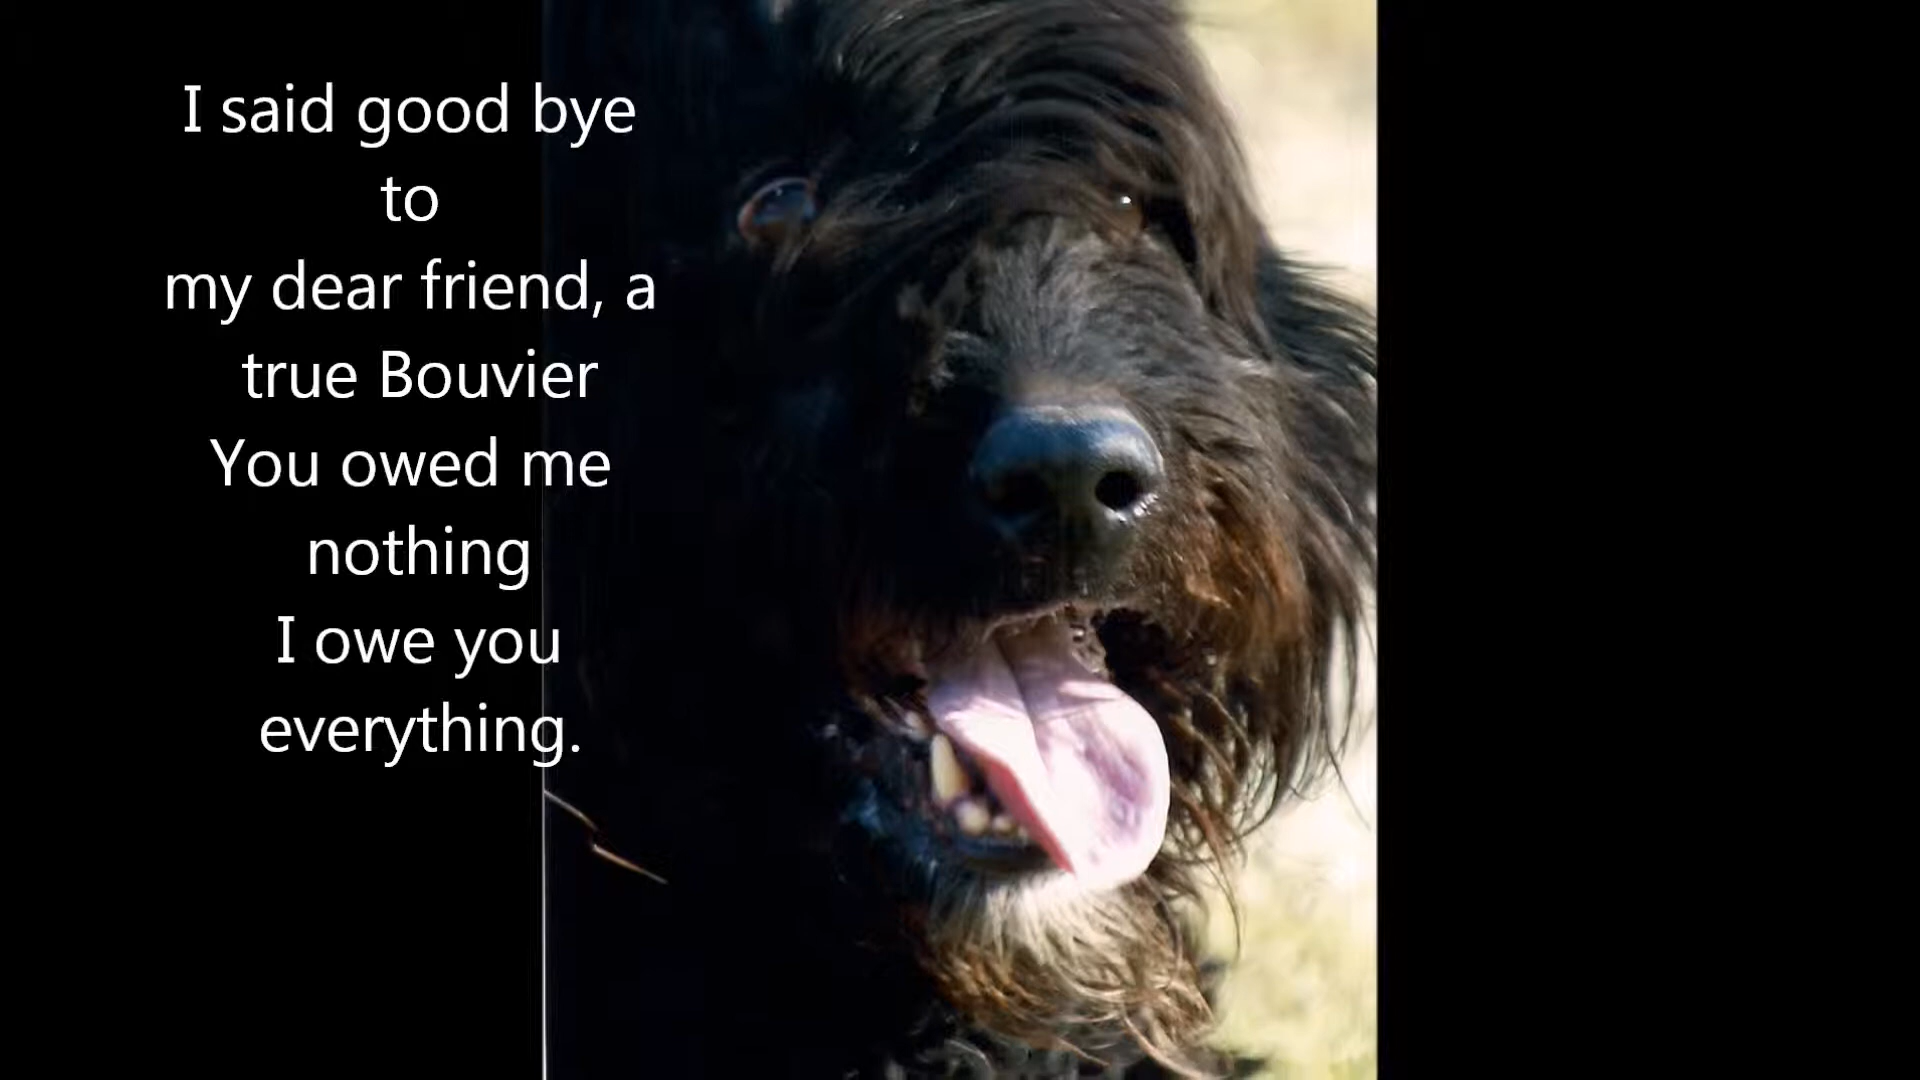 I said good bye
to
my dear friend, a
true Bouvier
You owed me
nothing
I owe you
everything.